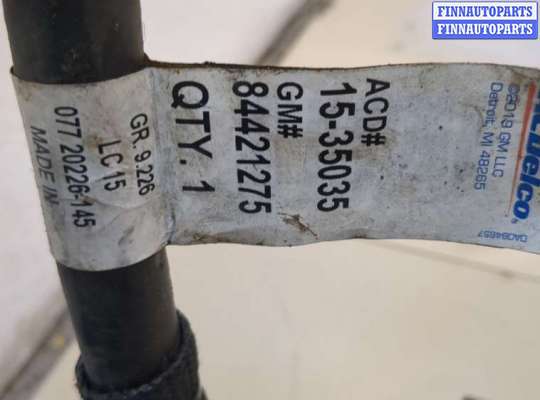 FINNAUTOPARTS
FINNAUTOPARTS
©2013 GM LLC
Detroit, MI 48265
ACD#
15-35035
GM#
84421275
QTY. 1
GR. 9.226
LC 15
077 20226-145
MADE IN